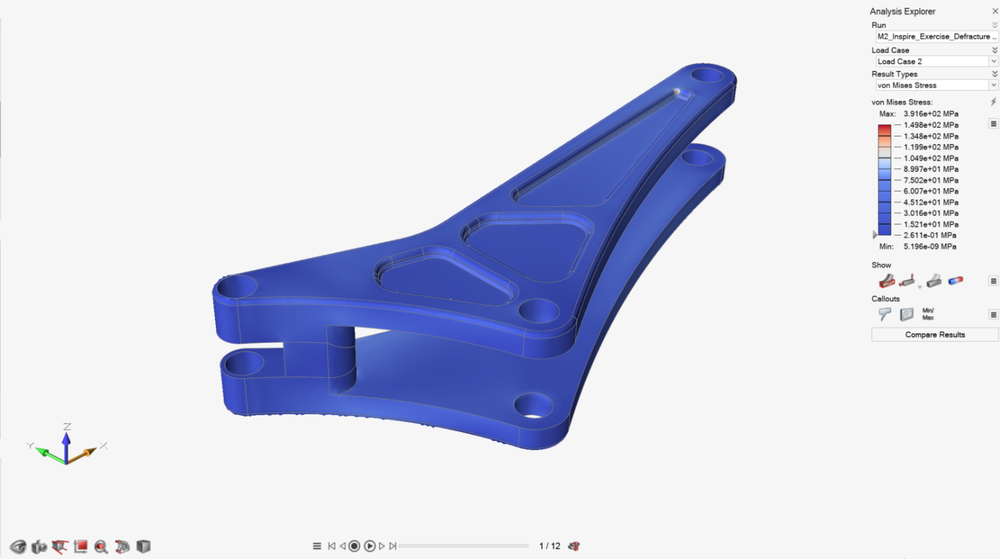 Analysis Explorer
Run
M2_Inspire_Exercise_Defracture ...
Load Case
Load Case 2
Result Types
von Mises Stress
von Mises Stress:
Max: 3.916e+02 MPa
1.498e+02 MPa
1.348e+02 MPa
1.199e+02 MPa
1.049e+02 MPa
8.997e+01 MPa
7.502e+01 MPa
6.007e+01 MPa
4.512e+01 MPa
3.016e+01 MPa
1.521e+01 MPa
2.611e-01 MPa
Min: 5.196e-09 MPa
Show
Callouts
Min/
Max
Compare Results
Z
Y
X
1 / 12